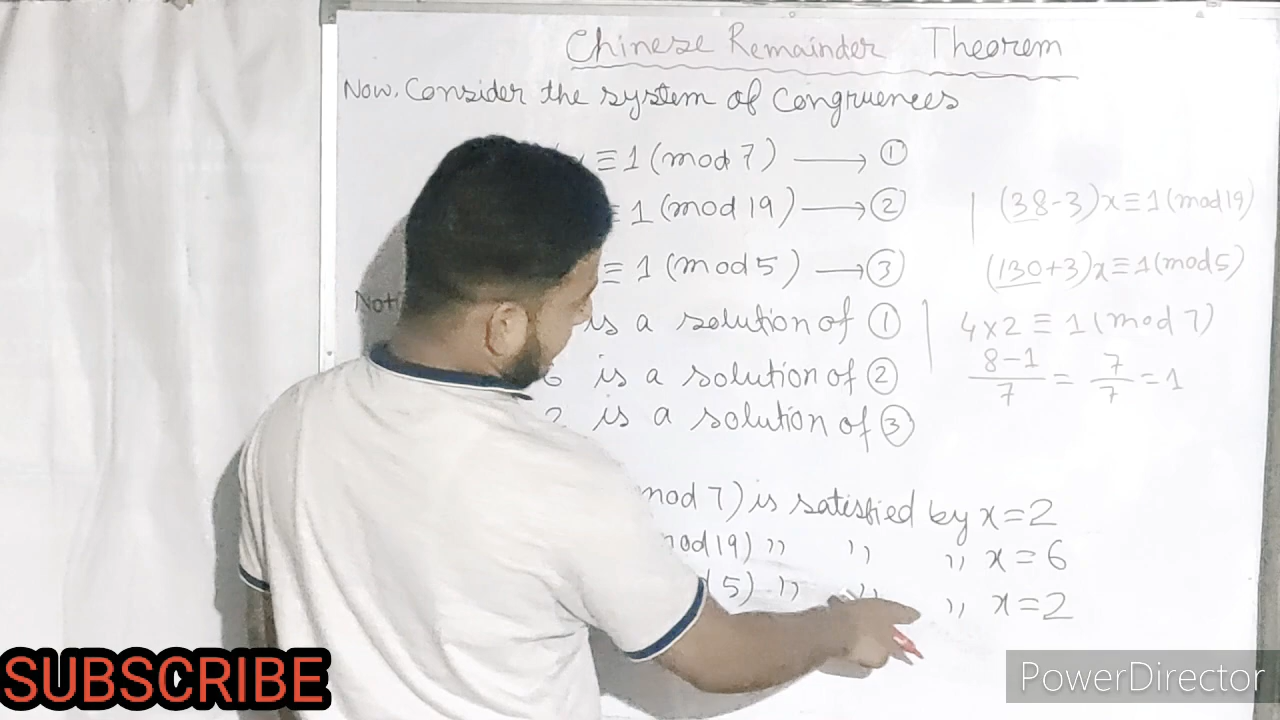 Chinese Remainder Theorem
Now, Consider the system of Congruences
≡ 1 (mod 7) → ①
≡ 1 (mod 19) → ②
≡ 1 (mod 5) → ③
is a solution of ①
6 is a solution of ②
2 is a solution of ③
mod 7) is satisfied by x=2
mod 19) ,, ,, ,, x=6
5) ,, ,, ,, x=2
(38-3)x≡1(mod 19)
(130+3)x≡1(mod 5)
4×2 ≡ 1 (mod 7)
8-1/7 = 7/7 = 1
SUBSCRIBE
PowerDirector